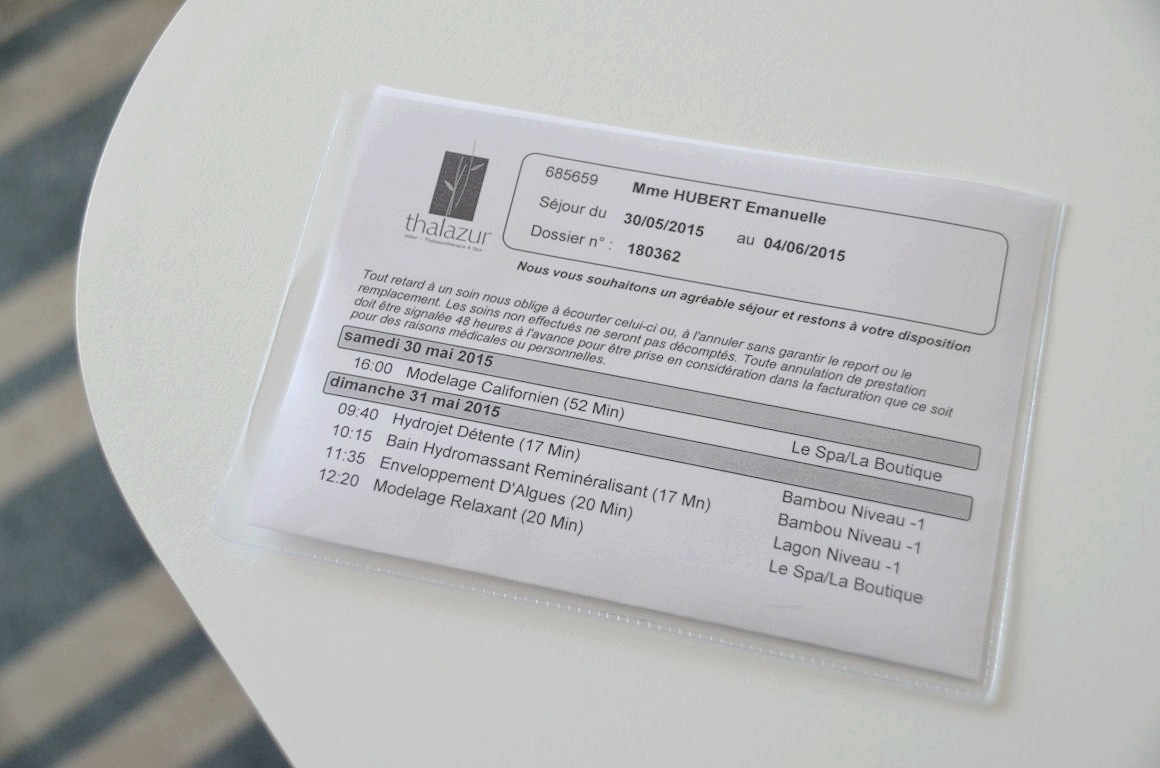 thalazur
Hôtel - Thalassothérapie & Spa
685659 Mme HUBERT Emanuelle
Séjour du 30/05/2015 au 04/06/2015
Dossier n° : 180362
Nous vous souhaitons un agréable séjour et restons à votre disposition
Tout retard à un soin nous oblige à écourter celui-ci ou, à l'annuler sans garantir le report ou le
remplacement. Les soins non effectués ne seront pas décomptés. Toute annulation de prestation
doit être signalée 48 heures à l'avance pour être prise en considération dans la facturation que ce soit
pour des raisons médicales ou personnelles.
samedi 30 mai 2015
16:00 Modelage Californien (52 Min) Le Spa/La Boutique
dimanche 31 mai 2015
09:40 Hydrojet Détente (17 Min) Bambou Niveau -1
10:15 Bain Hydromassant Reminéralisant (17 Mn) Bambou Niveau -1
11:35 Enveloppement D'Algues (20 Min) Lagon Niveau -1
12:20 Modelage Relaxant (20 Min) Le Spa/La Boutique